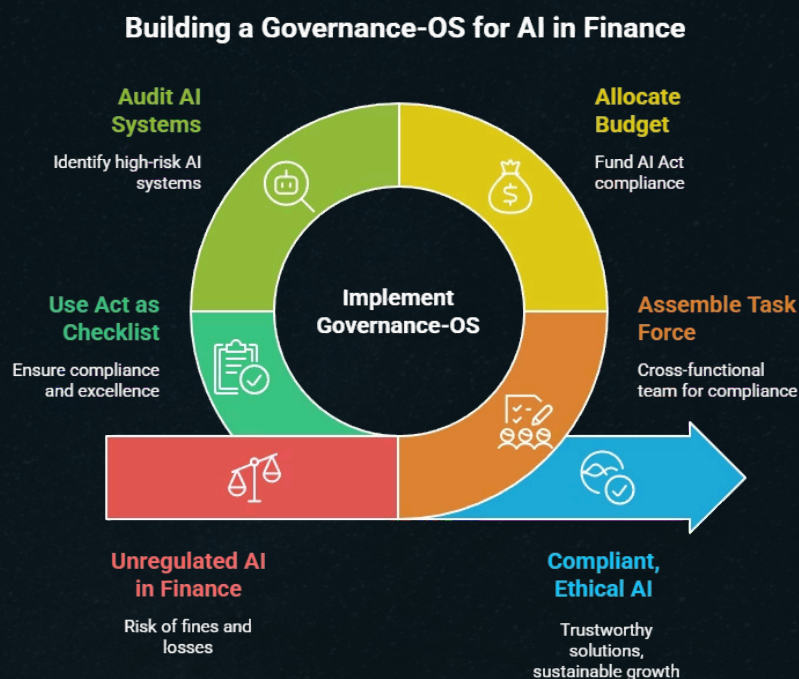 Building a Governance-OS for AI in Finance
Audit AI
Systems
Identify high-risk AI
systems
Allocate
Budget
Fund AI Act
compliance
Use Act as
Checklist
Ensure compliance
and excellence
Implement
Governance-OS
Assemble Task
Force
Cross-functional
team for compliance
Unregulated AI
in Finance
Risk of fines and
losses
Compliant,
Ethical AI
Trustworthy
solutions,
sustainable growth